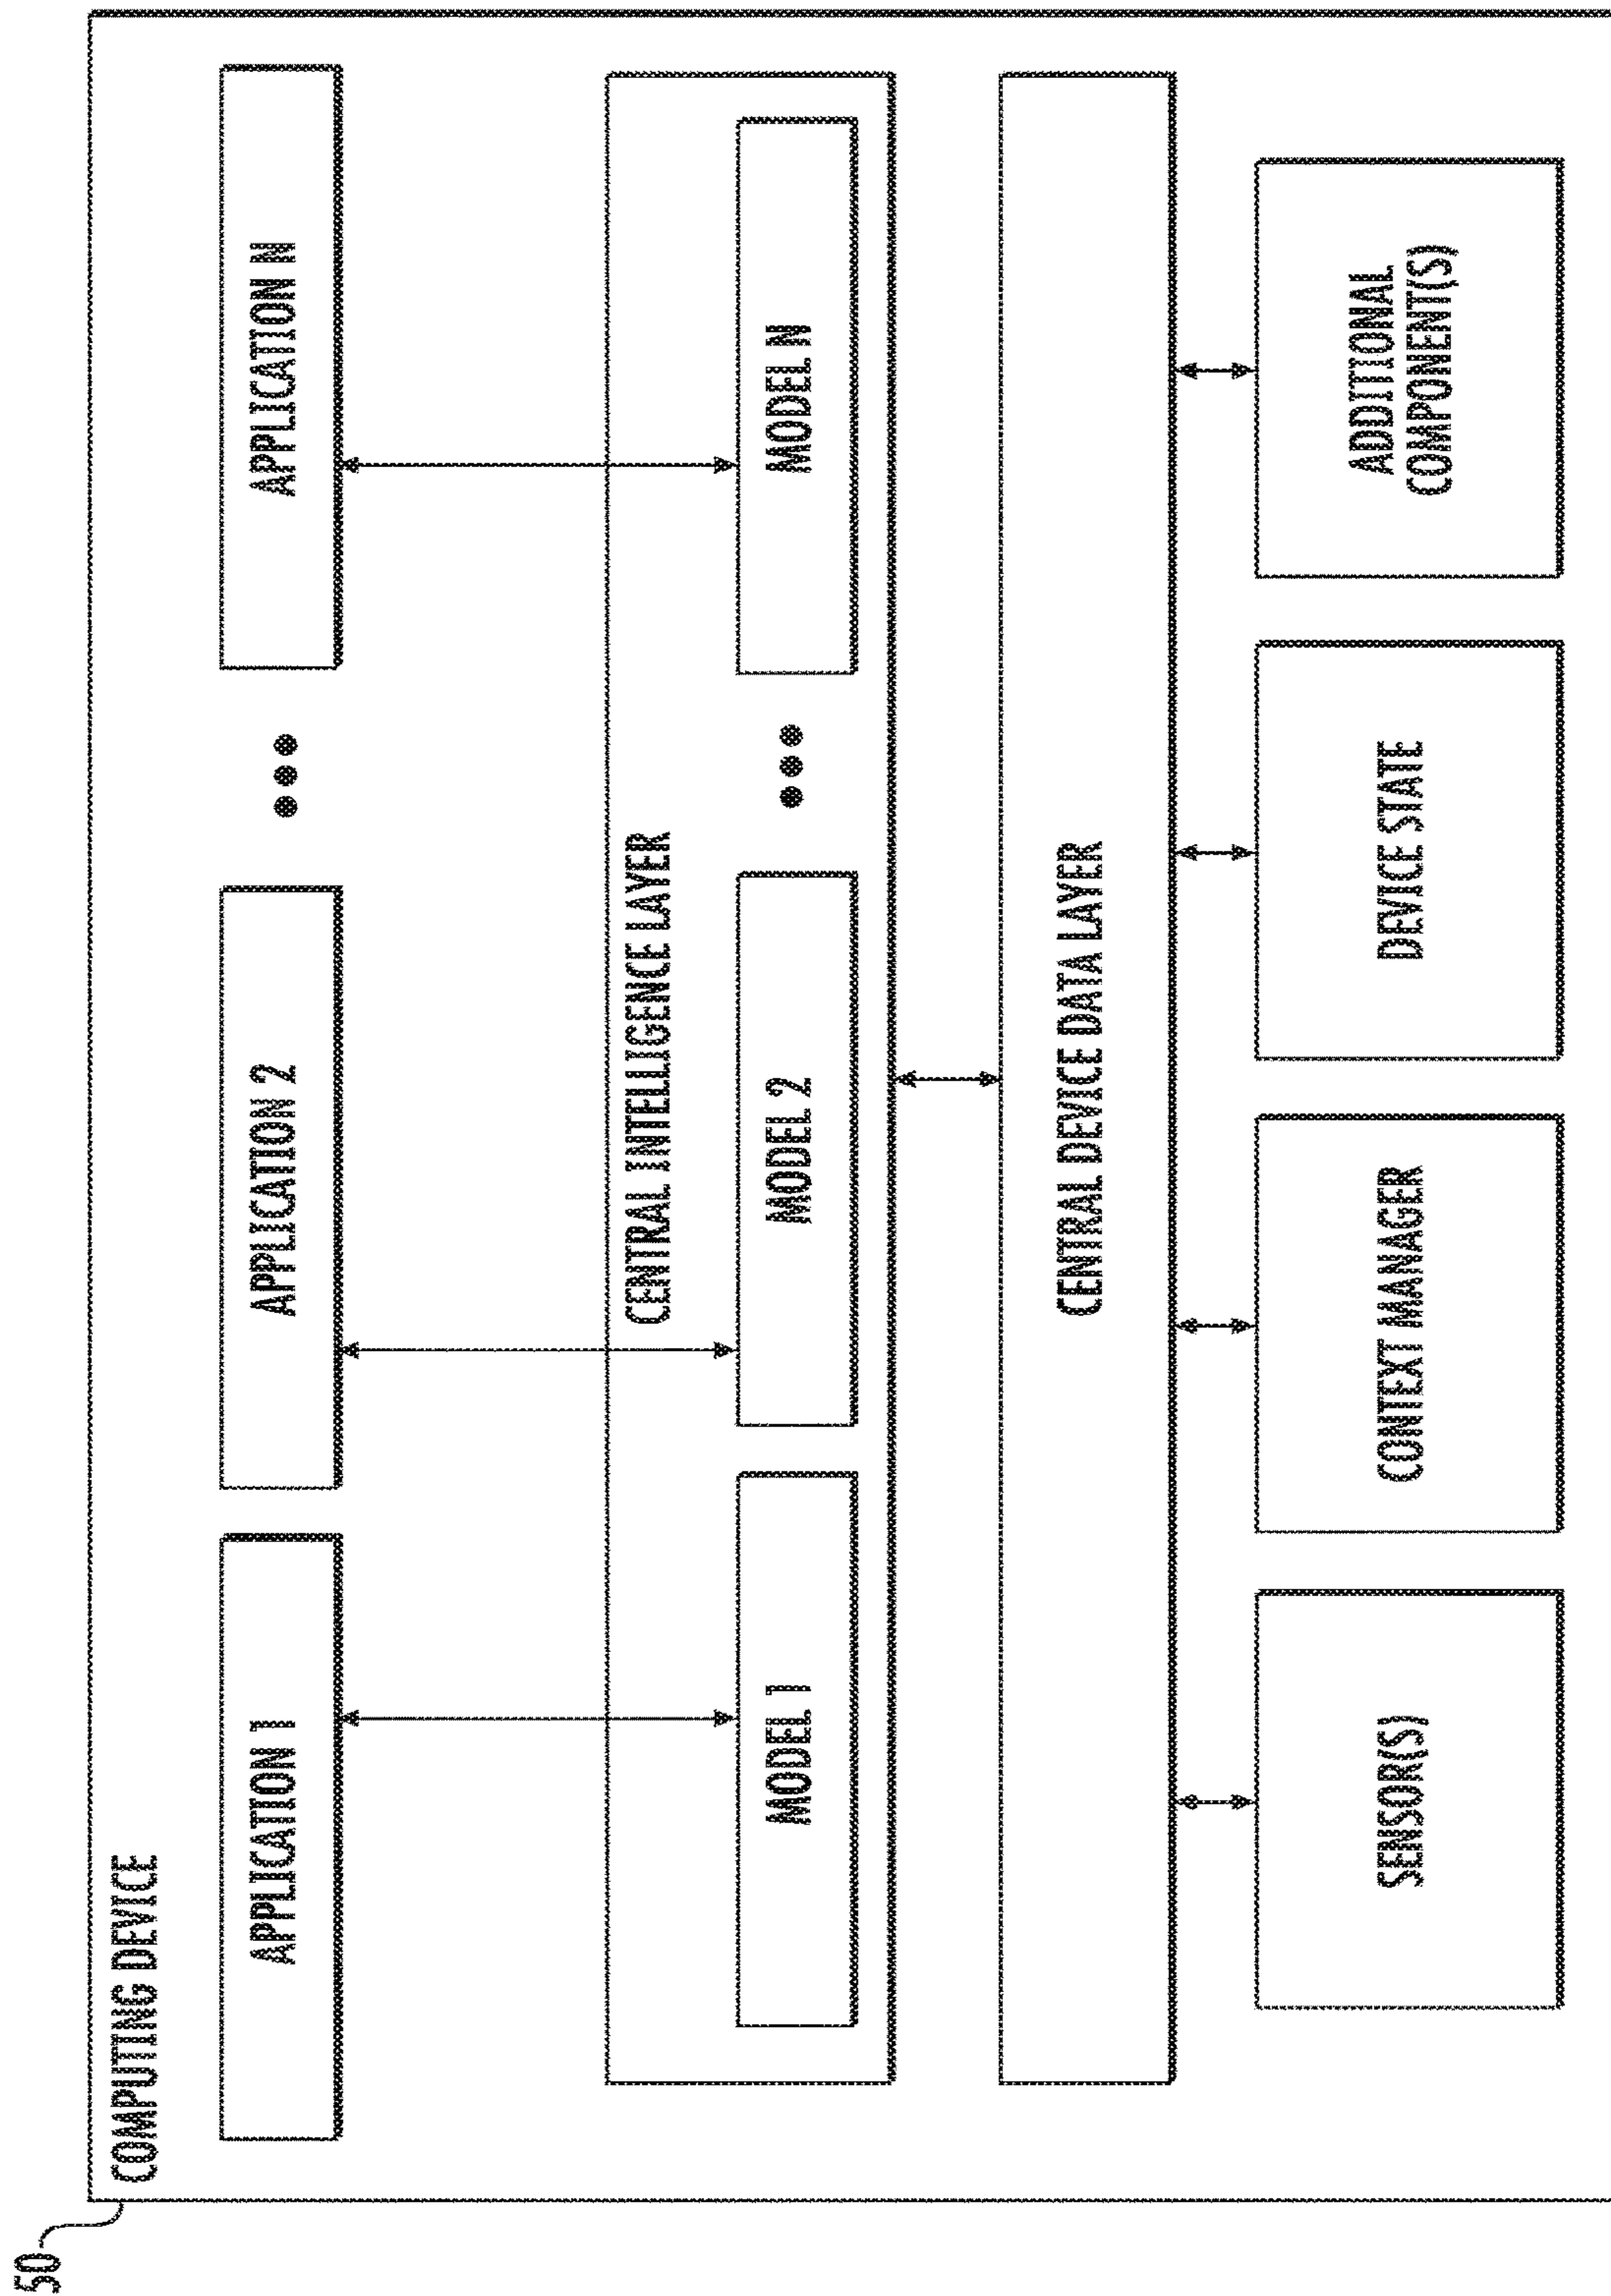 50
COMPUTING DEVICE
APPLICATION 1
APPLICATION 2
APPLICATION N
CENTRAL INTELLIGENCE LAYER
MODEL 1
MODEL 2
MODEL N
CENTRAL DEVICE DATA LAYER
SENSOR(S)
CONTEXT MANAGER
DEVICE STATE
ADDITIONAL
COMPONENT(S)